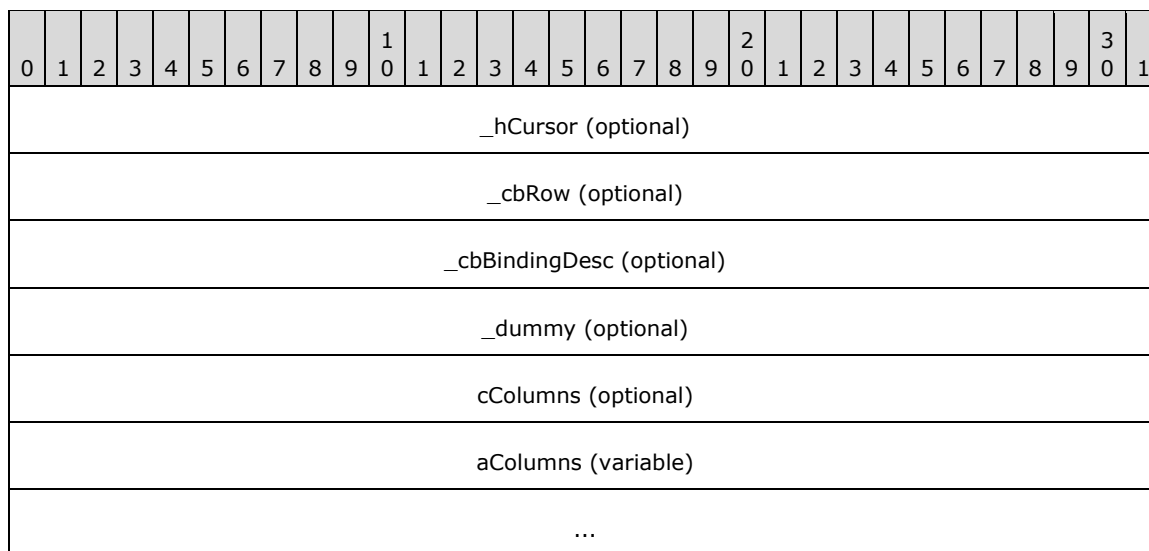 1 2 3
0 1 2 3 4 5 6 7 8 9 0 1 2 3 4 5 6 7 8 9 0 1 2 3 4 5 6 7 8 9 0 1
_hCursor (optional)
_cbRow (optional)
_cbBindingDesc (optional)
_dummy (optional)
cColumns (optional)
aColumns (variable)
...